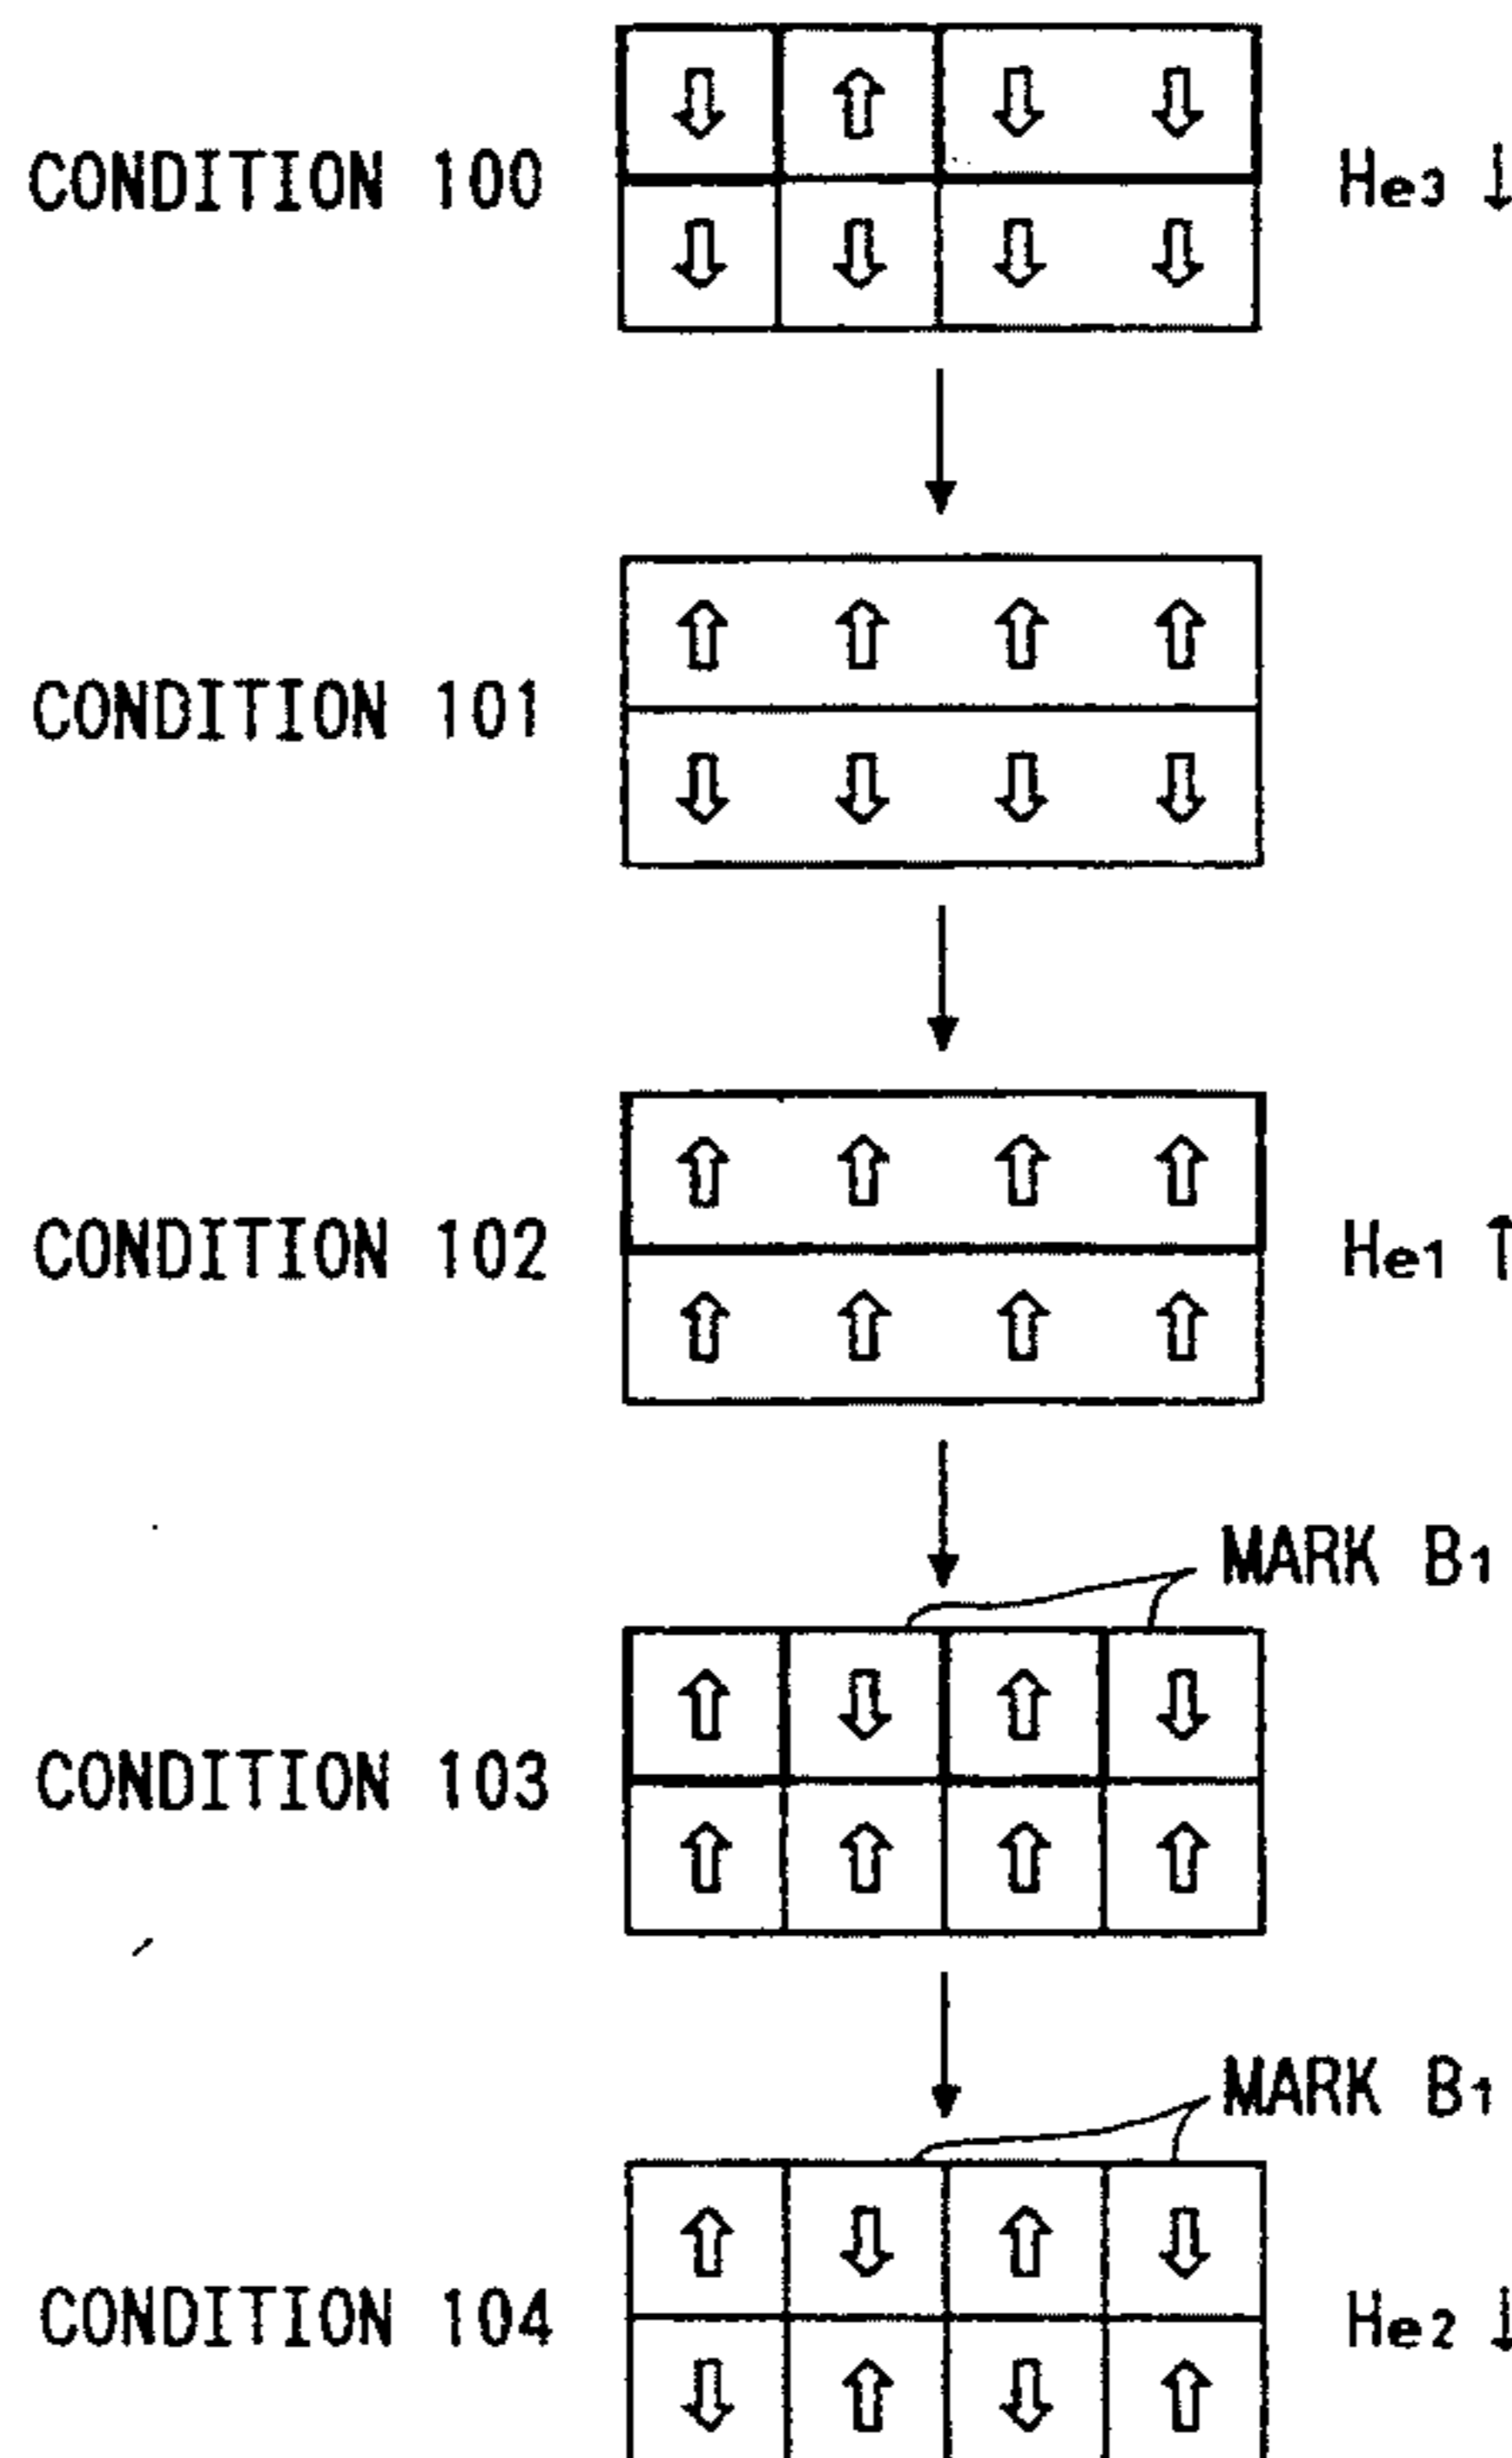 CONDITION 100 He3 ↓
CONDITION 101
CONDITION 102 He1 ↑
MARK B1
CONDITION 103
MARK B1
CONDITION 104 He2 ↓